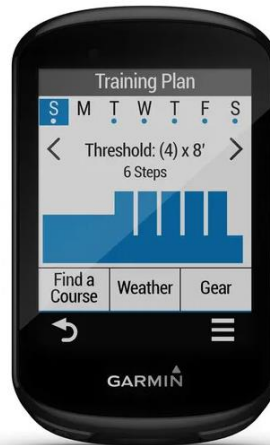 Training Plan
S M T W T F S
Threshold: (4) x 8'
6 Steps
Find a
Course
Weather
Gear
GARMIN